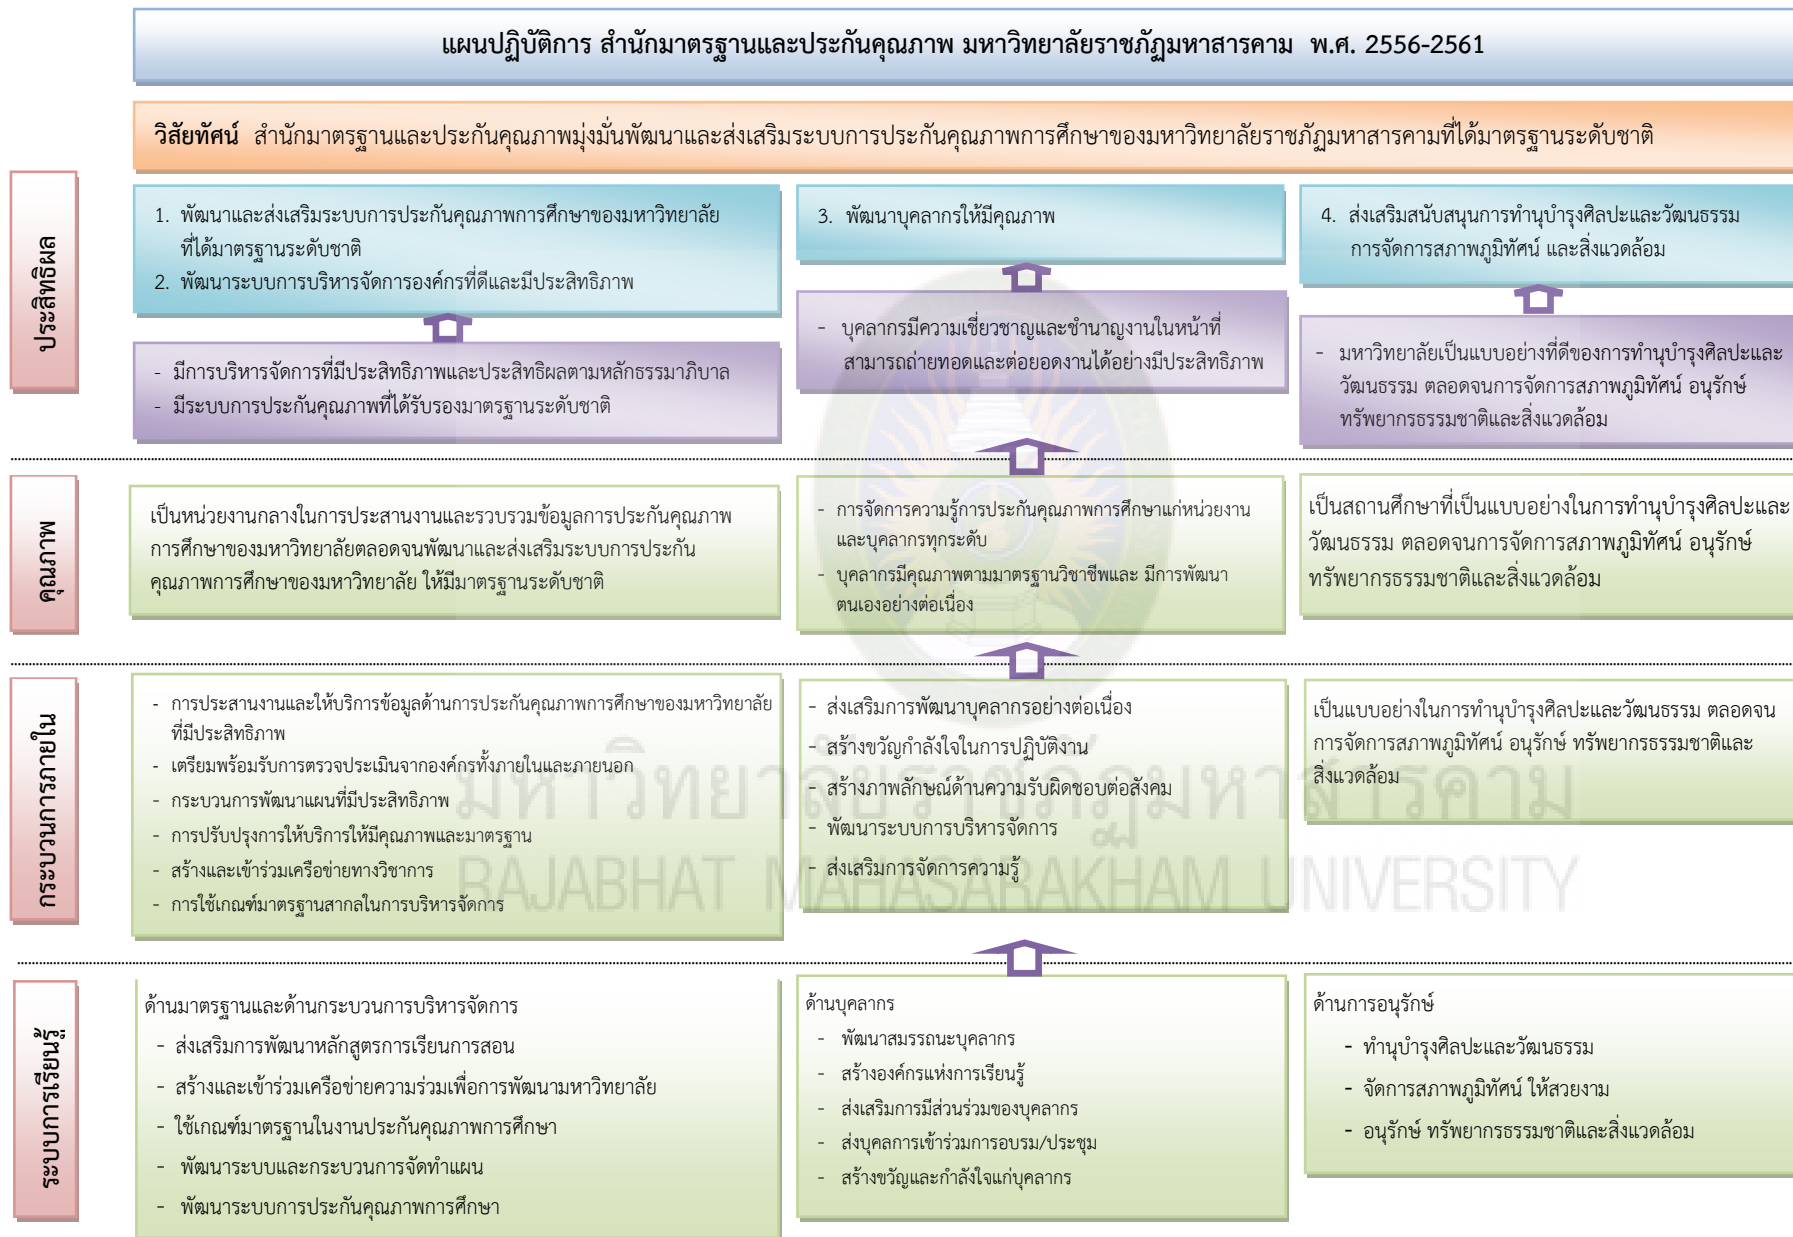 แผนปฏิบัติการ สำนักมาตรฐานและประกันคุณภาพ มหาวิทยาลัยราชภัฏมหาสารคาม พ.ศ. 2556-2561
วิสัยทัศน์ สำนักมาตรฐานและประกันคุณภาพมุ่งมั่นพัฒนาและส่งเสริมระบบการประกันคุณภาพการศึกษาของมหาวิทยาลัยราชภัฏมหาสารคามที่ได้มาตรฐานระดับชาติ
ประสิทธิผล
1. พัฒนาและส่งเสริมระบบการประกันคุณภาพการศึกษาของมหาวิทยาลัย
ที่ได้มาตรฐานระดับชาติ
2. พัฒนาระบบการบริหารจัดการองค์กรที่ดีและมีประสิทธิภาพ
3. พัฒนาบุคลากรให้มีคุณภาพ
4. ส่งเสริมสนับสนุนการทำนุบำรุงศิลปะและวัฒนธรรม
การจัดการสภาพภูมิทัศน์ และสิ่งแวดล้อม
- มีการบริหารจัดการที่มีประสิทธิภาพและประสิทธิผลตามหลักธรรมาภิบาล
- มีระบบการประกันคุณภาพที่ได้รับรองมาตรฐานระดับชาติ
- บุคลากรมีความเชี่ยวชาญและชำนาญงานในหน้าที่
สามารถถ่ายทอดและต่อยอดงานได้อย่างมีประสิทธิภาพ
- มหาวิทยาลัยเป็นแบบอย่างที่ดีของการทำนุบำรุงศิลปะและ
วัฒนธรรม ตลอดจนการจัดการสภาพภูมิทัศน์ อนุรักษ์
ทรัพยากรธรรมชาติและสิ่งแวดล้อม
คุณภาพ
เป็นหน่วยงานกลางในการประสานงานและรวบรวมข้อมูลการประกันคุณภาพ
การศึกษาของมหาวิทยาลัยตลอดจนพัฒนาและส่งเสริมระบบการประกัน
คุณภาพการศึกษาของมหาวิทยาลัย ให้มีมาตรฐานระดับชาติ
- การจัดการความรู้การประกันคุณภาพการศึกษาแก่หน่วยงาน
และบุคลากรทุกระดับ
- บุคลากรมีคุณภาพตามมาตรฐานวิชาชีพและ มีการพัฒนา
ตนเองอย่างต่อเนื่อง
เป็นสถานศึกษาที่เป็นแบบอย่างในการทำนุบำรุงศิลปะและ
วัฒนธรรม ตลอดจนการจัดการสภาพภูมิทัศน์ อนุรักษ์
ทรัพยากรธรรมชาติและสิ่งแวดล้อม
กระบวนการภายใน
- การประสานงานและให้บริการข้อมูลด้านการประกันคุณภาพการศึกษาของมหาวิทยาลัย
ที่มีประสิทธิภาพ
- เตรียมพร้อมรับการตรวจประเมินจากองค์กรทั้งภายในและภายนอก
- กระบวนการพัฒนาแผนที่มีประสิทธิภาพ
- การปรับปรุงการให้บริการให้มีคุณภาพและมาตรฐาน
- สร้างและเข้าร่วมเครือข่ายทางวิชาการ
- การใช้เกณฑ์มาตรฐานสากลในการบริหารจัดการ
- ส่งเสริมการพัฒนาบุคลากรอย่างต่อเนื่อง
- สร้างขวัญกำลังใจในการปฏิบัติงาน
- สร้างภาพลักษณ์ด้านความรับผิดชอบต่อสังคม
- พัฒนาระบบการบริหารจัดการ
- ส่งเสริมการจัดการความรู้
เป็นแบบอย่างในการทำนุบำรุงศิลปะและวัฒนธรรม ตลอดจน
การจัดการสภาพภูมิทัศน์ อนุรักษ์ ทรัพยากรธรรมชาติและ
สิ่งแวดล้อม
มหาวิทยาลัยราชภัฏมหาสารคาม
RAJABHAT MAHASARAKHAM UNIVERSITY
ระบบการเรียนรู้
ด้านมาตรฐานและด้านกระบวนการบริหารจัดการ
- ส่งเสริมการพัฒนาหลักสูตรการเรียนการสอน
- สร้างและเข้าร่วมเครือข่ายความร่วมเพื่อการพัฒนามหาวิทยาลัย
- ใช้เกณฑ์มาตรฐานในงานประกันคุณภาพการศึกษา
- พัฒนาระบบและกระบวนการจัดทำแผน
- พัฒนาระบบการประกันคุณภาพการศึกษา
ด้านบุคลากร
- พัฒนาสมรรถนะบุคลากร
- สร้างองค์กรแห่งการเรียนรู้
- ส่งเสริมการมีส่วนร่วมของบุคลากร
- ส่งบุคลการเข้าร่วมการอบรม/ประชุม
- สร้างขวัญและกำลังใจแก่บุคลากร
ด้านการอนุรักษ์
- ทำนุบำรุงศิลปะและวัฒนธรรม
- จัดการสภาพภูมิทัศน์ ให้สวยงาม
- อนุรักษ์ ทรัพยากรธรรมชาติและสิ่งแวดล้อม